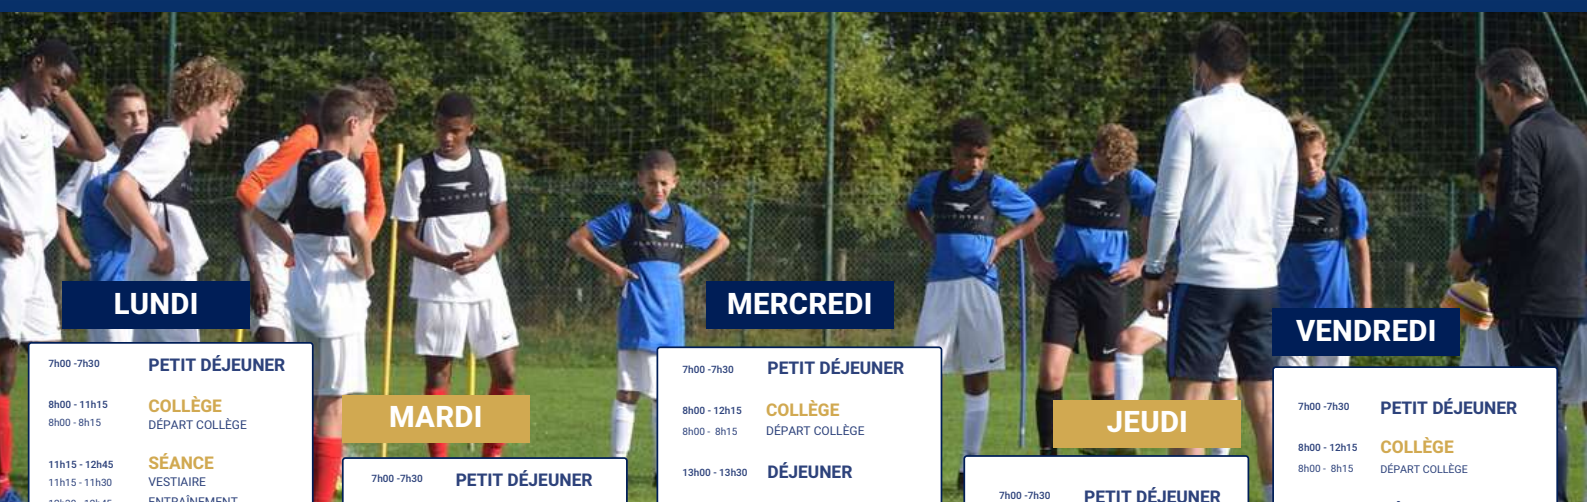 LUNDI
7h00 -7h30 PETIT DÉJEUNER
8h00 - 11h15 COLLÈGE
8h00 - 8h15 DÉPART COLLÈGE
11h15 - 12h45 SÉANCE
11h15 - 11h30 VESTIAIRE
ENTRAÎNEMENT
MARDI
7h00 -7h30 PETIT DÉJEUNER
MERCREDI
7h00 -7h30 PETIT DÉJEUNER
8h00 - 12h15 COLLÈGE
8h00 - 8h15 DÉPART COLLÈGE
13h00 - 13h30 DÉJEUNER
JEUDI
7h00 -7h30 PETIT DÉJEUNER
VENDREDI
7h00 -7h30 PETIT DÉJEUNER
8h00 - 12h15 COLLÈGE
8h00 - 8h15 DÉPART COLLÈGE